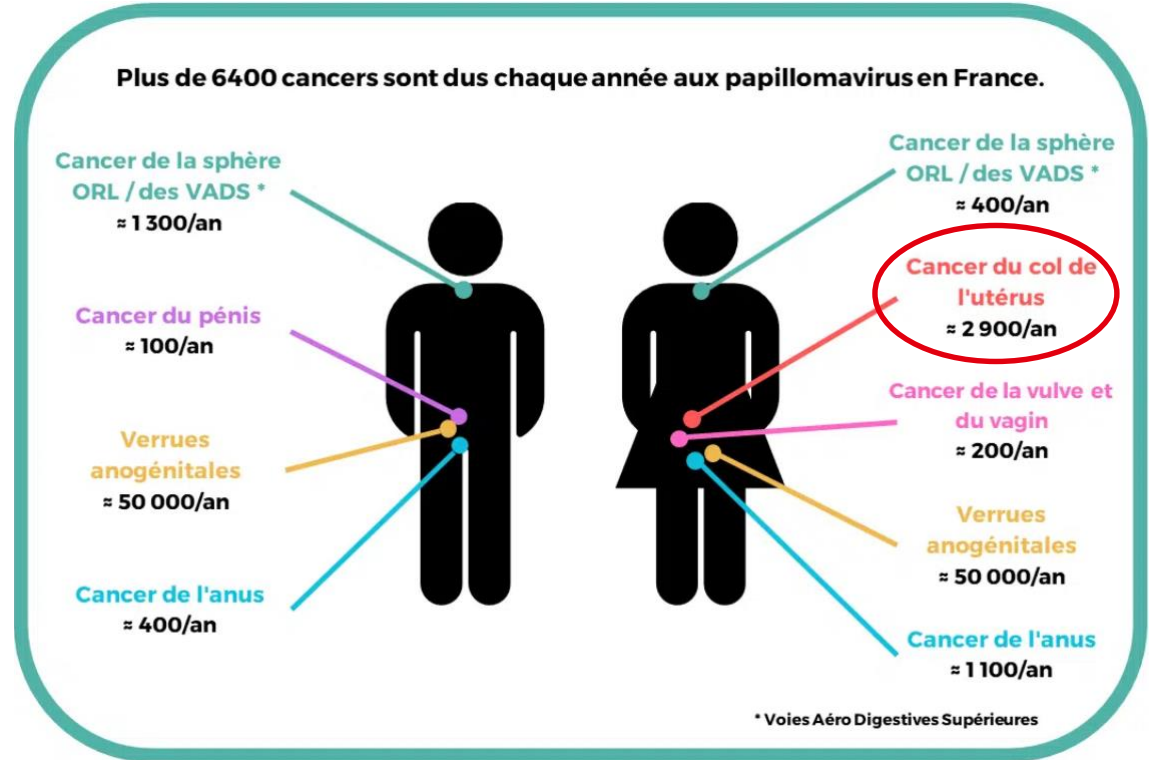 Plus de 6400 cancers sont dus chaque année aux papillomavirus en France.
Cancer de la sphère
ORL / des VADS *
≈ 1 300/an
Cancer du pénis
≈ 100/an
Verrues
anogénitales
≈ 50 000/an
Cancer de l'anus
≈ 400/an
Cancer de la sphère
ORL / des VADS *
≈ 400/an
Cancer du col de
l'utérus
≈ 2 900/an
Cancer de la vulve et
du vagin
≈ 200/an
Verrues
anogénitales
≈ 50 000/an
Cancer de l'anus
≈ 1 100/an
* Voies Aéro Digestives Supérieures